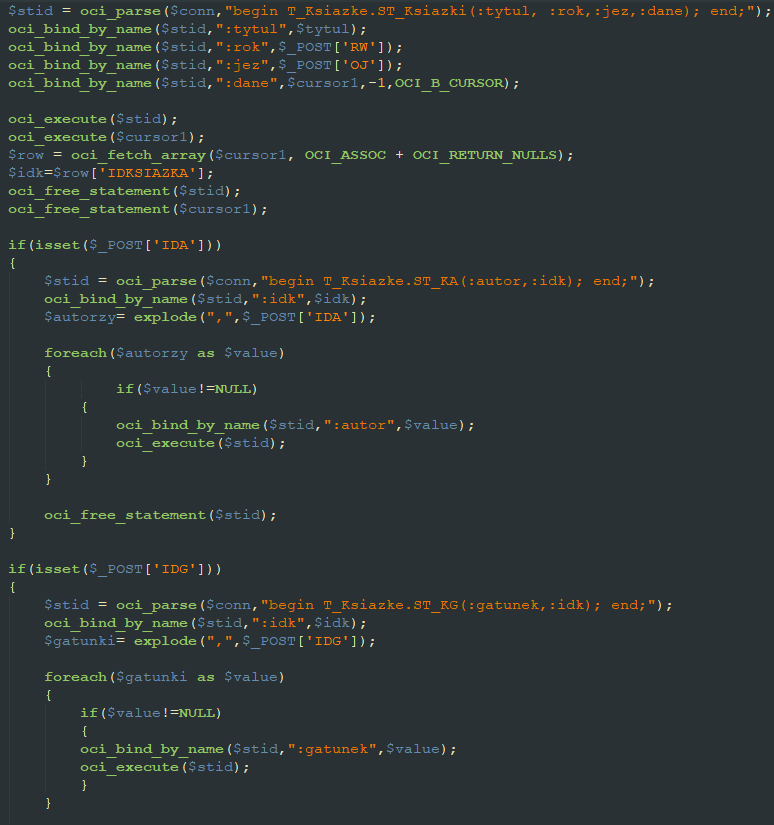 $stid = oci_parse($conn,"begin T_Ksiazke.ST_Ksiazki(:tytul, :rok,:jez,:dane); end;");
oci_bind_by_name($stid,":tytul",$tytul);
oci_bind_by_name($stid,":rok",$_POST['RW']);
oci_bind_by_name($stid,":jez",$_POST['OJ']);
oci_bind_by_name($stid,":dane",$cursor1,-1,OCI_B_CURSOR);

oci_execute($stid);
oci_execute($cursor1);
$row = oci_fetch_array($cursor1, OCI_ASSOC + OCI_RETURN_NULLS);
$idk=$row['IDKSIAZKA'];
oci_free_statement($stid);
oci_free_statement($cursor1);

if(isset($_POST['IDA']))
{
    $stid = oci_parse($conn,"begin T_Ksiazke.ST_KA(:autor,:idk); end;");
    oci_bind_by_name($stid,":idk",$idk);
    $autorzy= explode(",",$_POST['IDA']);

    foreach($autorzy as $value)
    {
            if($value!=NULL)
        {
            oci_bind_by_name($stid,":autor",$value);
            oci_execute($stid);
        }
    }

    oci_free_statement($stid);
}

if(isset($_POST['IDG']))
{
    $stid = oci_parse($conn,"begin T_Ksiazke.ST_KG(:gatunek,:idk); end;");
    oci_bind_by_name($stid,":idk",$idk);
    $gatunki= explode(",",$_POST['IDG']);

    foreach($gatunki as $value)
    {
        if($value!=NULL)
        {
        oci_bind_by_name($stid,":gatunek",$value);
        oci_execute($stid);
        }
    }